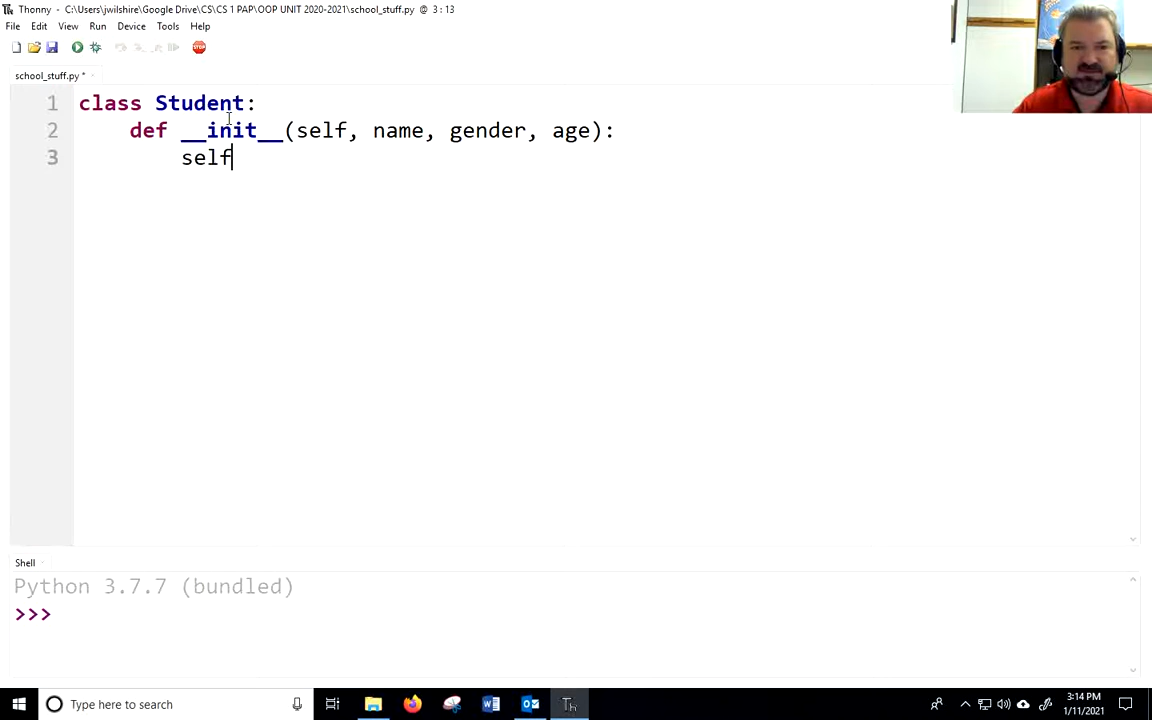 Thonny - C:\Users\jwilshire\Google Drive\CS\CS 1 PAP\OOP UNIT 2020-2021\school_stuff.py @ 3 : 13
File Edit View Run Device Tools Help
STOP
school_stuff.py *
1 class Student:
2 def __init__(self, name, gender, age):
3 self
Shell
Python 3.7.7 (bundled)
>>>
Type here to search
3:14 PM
1/11/2021